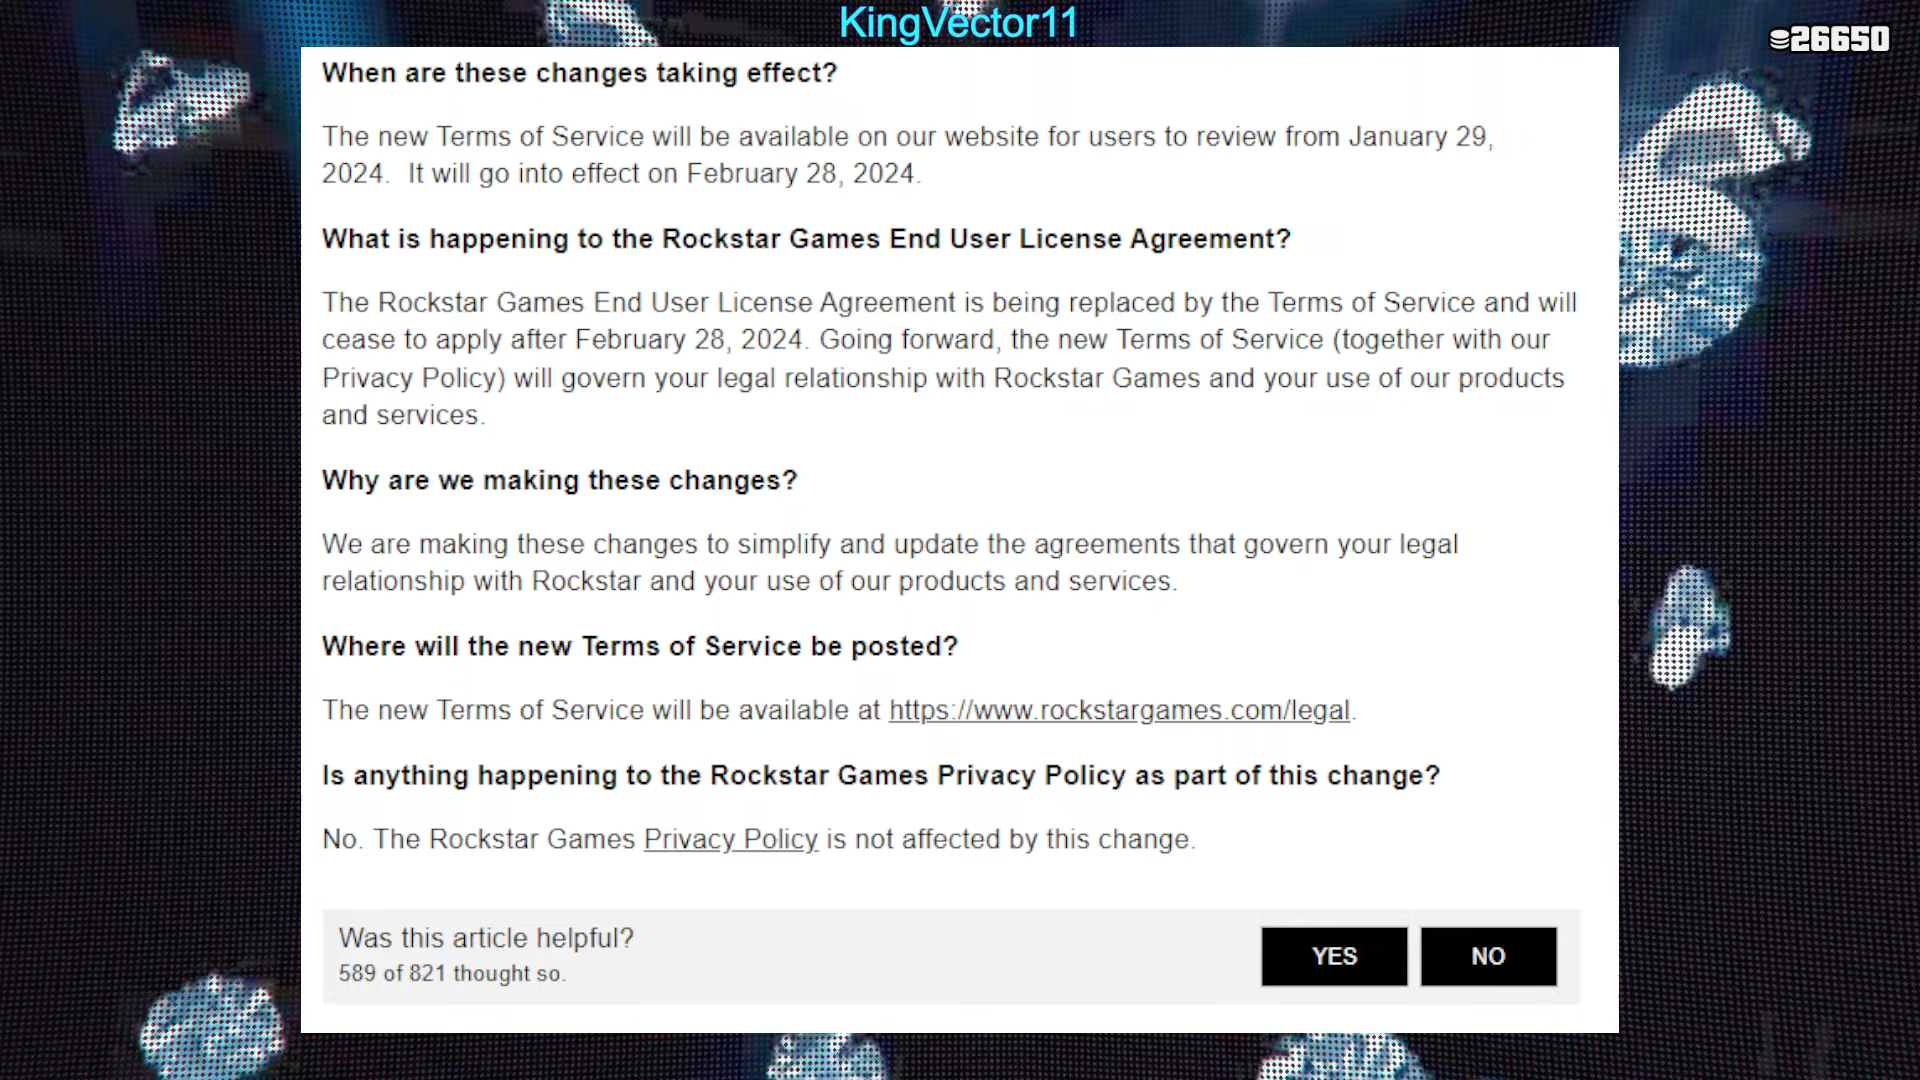 KingVector11
26650
When are these changes taking effect?
The new Terms of Service will be available on our website for users to review from January 29,
2024.  It will go into effect on February 28, 2024.
What is happening to the Rockstar Games End User License Agreement?
The Rockstar Games End User License Agreement is being replaced by the Terms of Service and will
cease to apply after February 28, 2024. Going forward, the new Terms of Service (together with our
Privacy Policy) will govern your legal relationship with Rockstar Games and your use of our products
and services.
Why are we making these changes?
We are making these changes to simplify and update the agreements that govern your legal
relationship with Rockstar and your use of our products and services.
Where will the new Terms of Service be posted?
The new Terms of Service will be available at https://www.rockstargames.com/legal.
Is anything happening to the Rockstar Games Privacy Policy as part of this change?
No. The Rockstar Games Privacy Policy is not affected by this change.
Was this article helpful?
589 of 821 thought so.
YES
NO